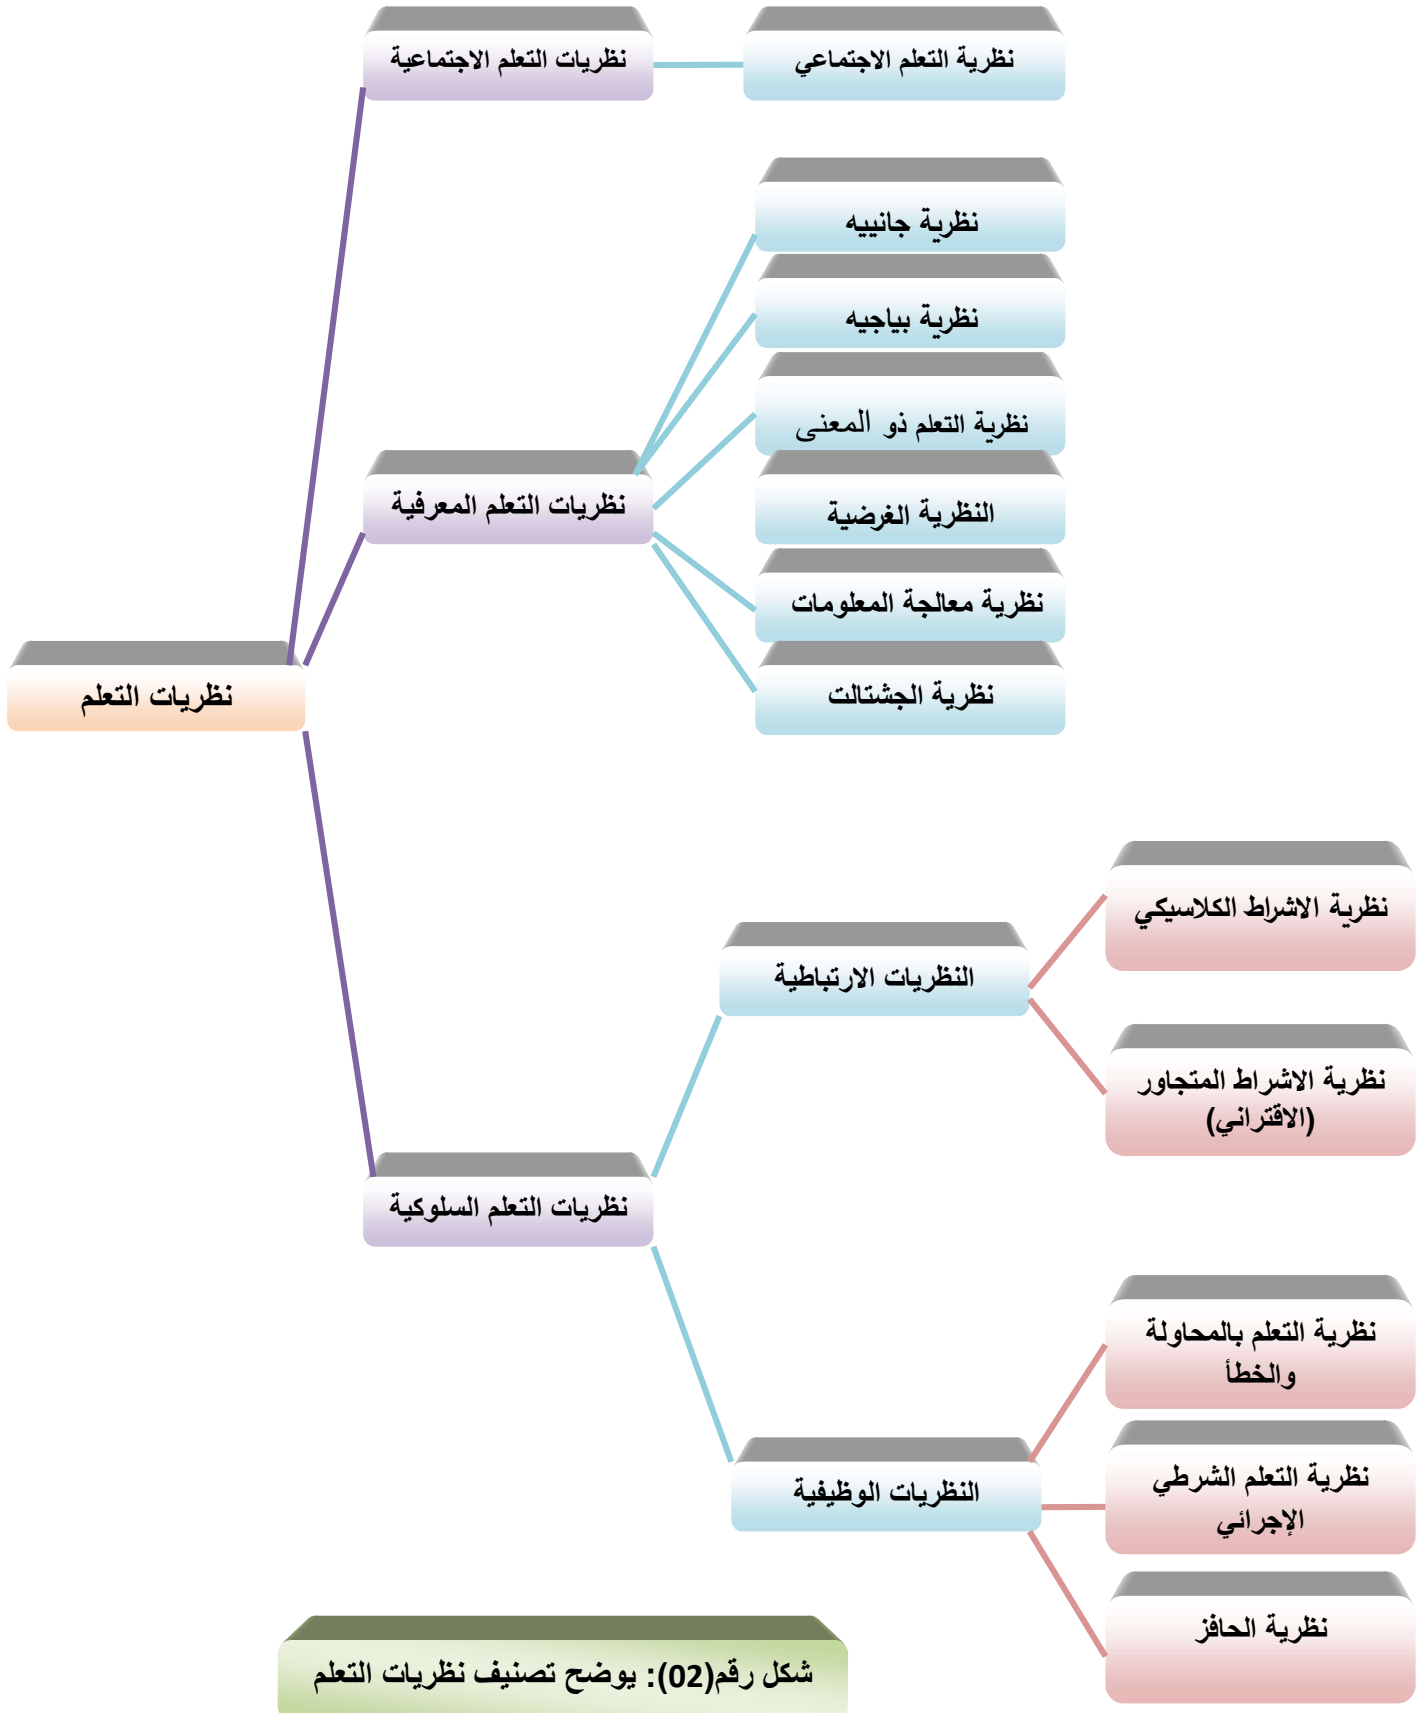 نظريات التعلم الاجتماعية
نظرية التعلم الاجتماعي
نظرية جانييه
نظرية بياجيه
نظرية التعلم ذو المعنى
نظريات التعلم المعرفية
النظرية الغرضية
نظرية معالجة المعلومات
نظرية الجشتالت
نظريات التعلم
نظرية الاشراط الكلاسيكي
النظريات الارتباطية
نظرية الاشراط المتجاور
(الاقتراني)
نظريات التعلم السلوكية
نظرية التعلم بالمحاولة
والخطأ
نظرية التعلم الشرطي
الإجرائي
النظريات الوظيفية
نظرية الحافز
شكل رقم(02): يوضح تصنيف نظريات التعلم